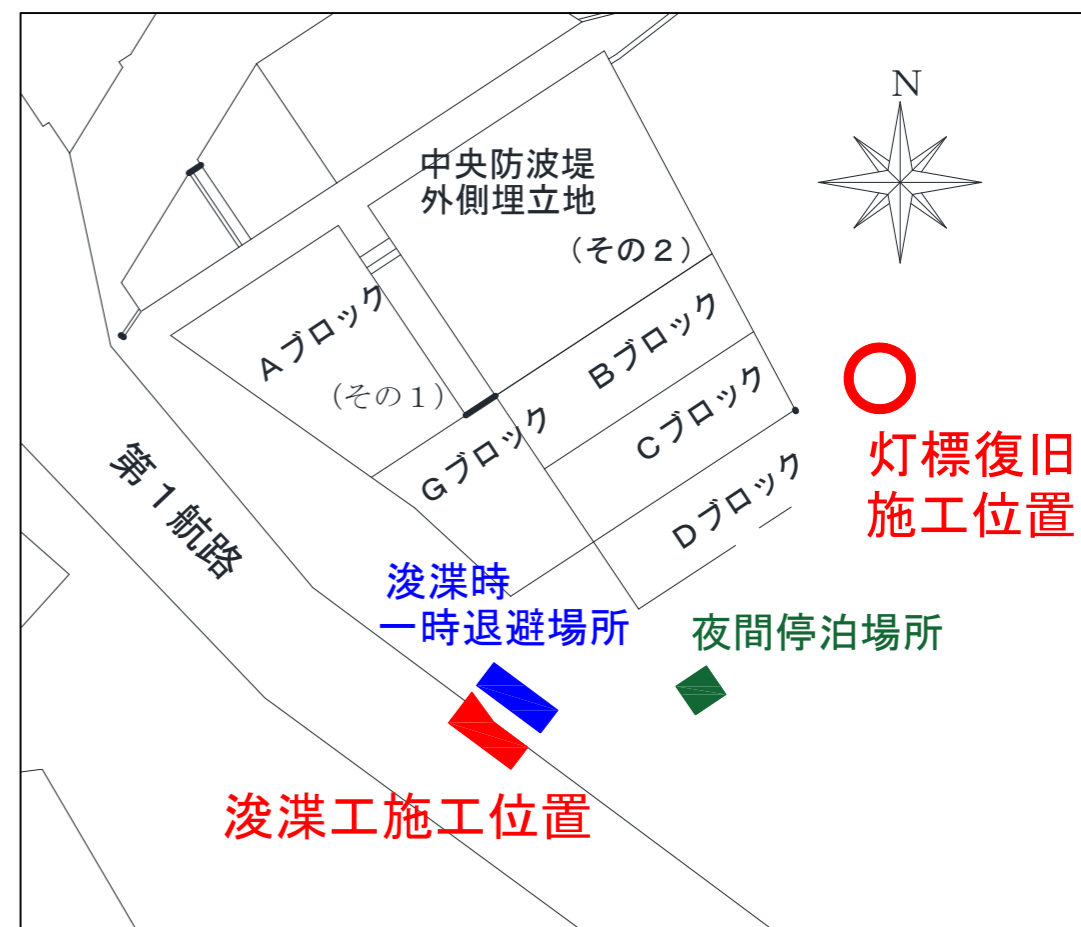 N
中央防波堤
外側埋立地
（その２）
Ａブロック
（その１）
Ｂブロック
Ｇブロック
Ｃブロック
Ｄブロック
灯標復旧
施工位置
第１航路
浚渫時
一時退避場所
夜間停泊場所
浚渫工施工位置